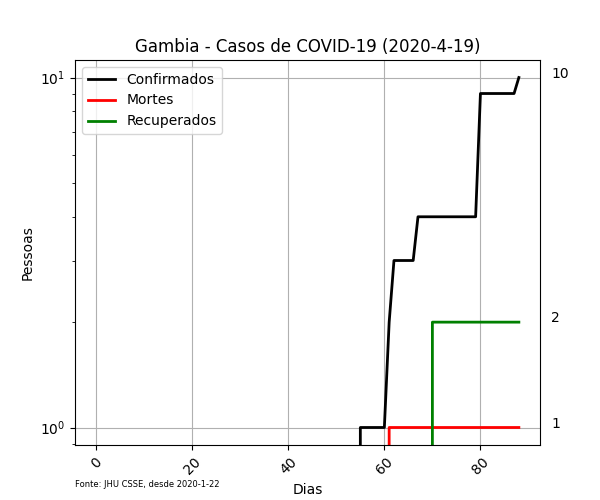 Gambia - Casos de COVID-19 (2020-4-19)
Confirmados
Mortes
Recuperados
10¹
10⁰
Pessoas
10
2
1
0
20
40
60
80
Dias
Fonte: JHU CSSE, desde 2020-1-22